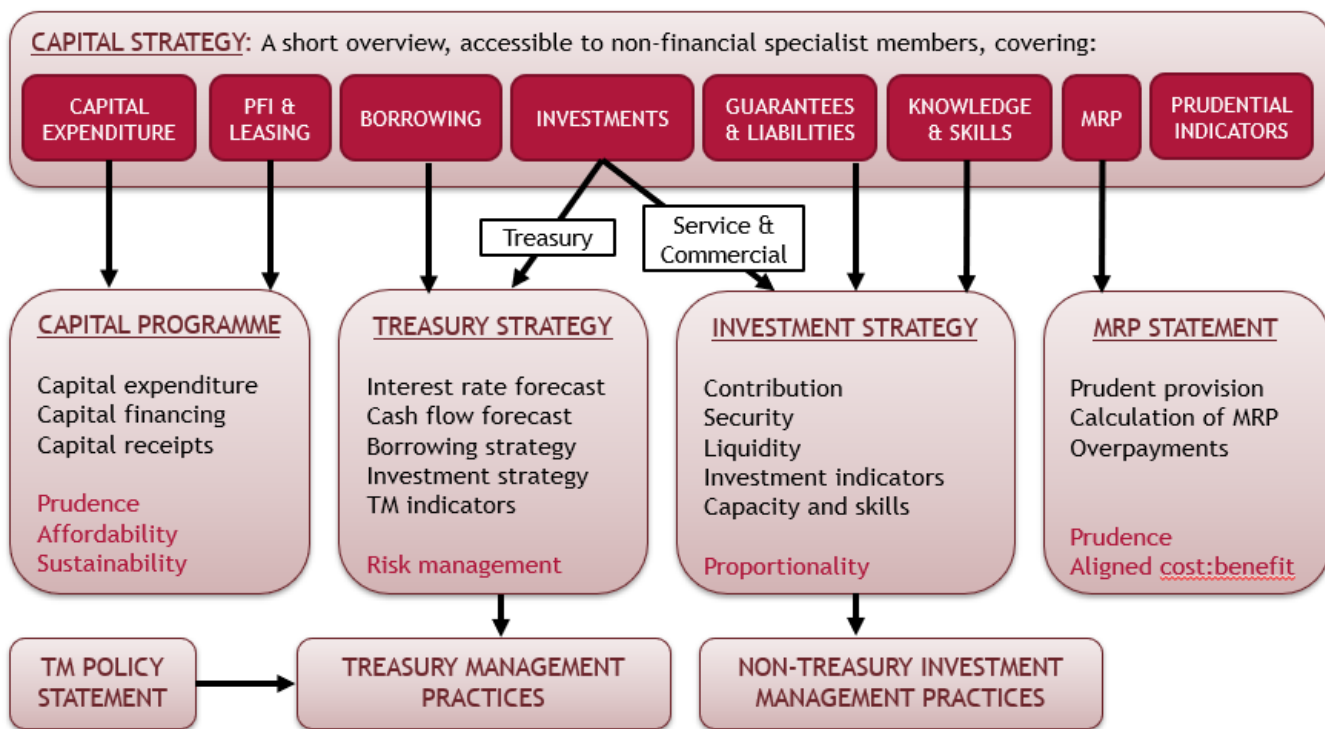 CAPITAL STRATEGY: A short overview, accessible to non-financial specialist members, covering:
CAPITAL
EXPENDITURE
PFI &
LEASING
BORROWING
INVESTMENTS
GUARANTEES
& LIABILITIES
KNOWLEDGE
& SKILLS
MRP
PRUDENTIAL
INDICATORS
Treasury
Service &
Commercial
CAPITAL PROGRAMME
Capital expenditure
Capital financing
Capital receipts
Prudence
Affordability
Sustainability
TREASURY STRATEGY
Interest rate forecast
Cash flow forecast
Borrowing strategy
Investment strategy
TM indicators
Risk management
INVESTMENT STRATEGY
Contribution
Security
Liquidity
Investment indicators
Capacity and skills
Proportionality
MRP STATEMENT
Prudent provision
Calculation of MRP
Overpayments
Prudence
Aligned cost:benefit
TM POLICY
STATEMENT
TREASURY MANAGEMENT
PRACTICES
NON-TREASURY INVESTMENT
MANAGEMENT PRACTICES